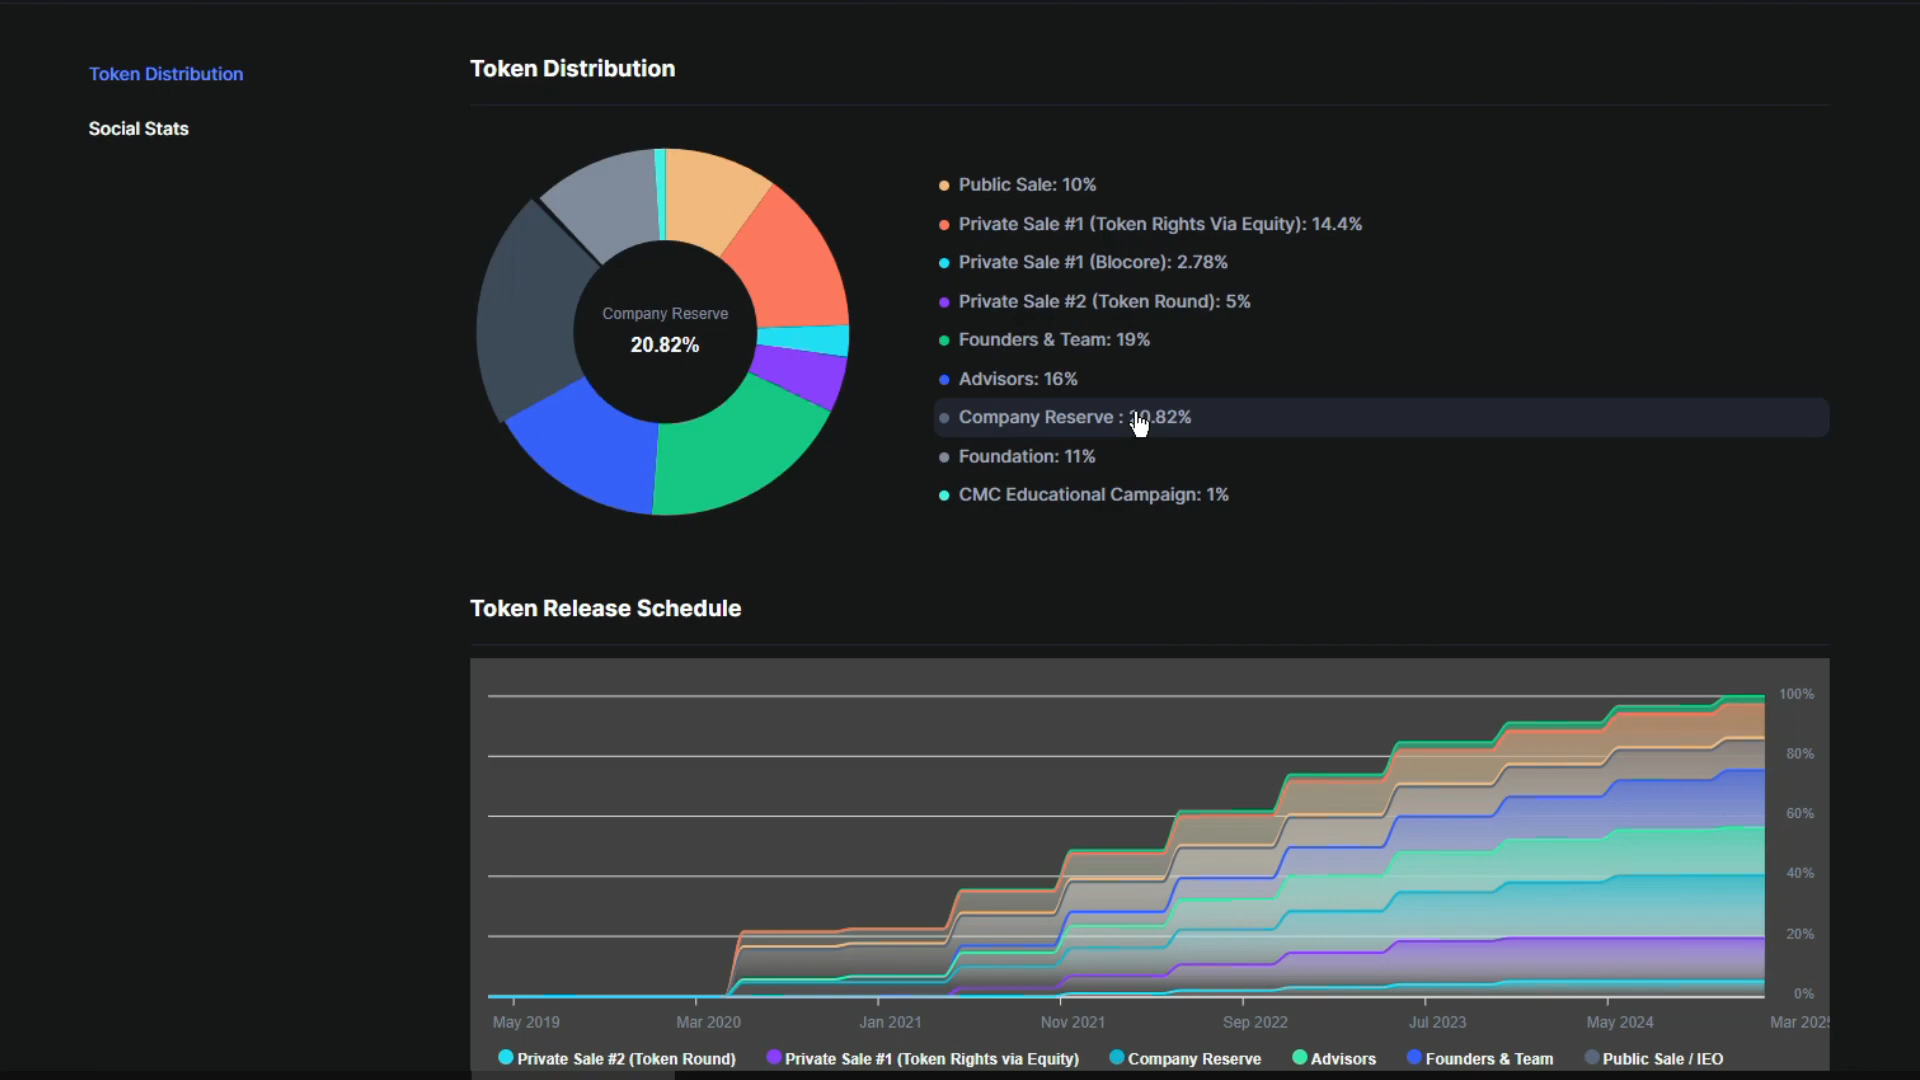 Token Distribution
Social Stats
Token Distribution
Company Reserve
20.82%
Public Sale: 10%
Private Sale #1 (Token Rights Via Equity): 14.4%
Private Sale #1 (Blocore): 2.78%
Private Sale #2 (Token Round): 5%
Founders & Team: 19%
Advisors: 16%
Company Reserve : 20.82%
Foundation: 11%
CMC Educational Campaign: 1%
Token Release Schedule
100%
80%
60%
40%
20%
0%
May 2019 Mar 2020 Jan 2021 Nov 2021 Sep 2022 Jul 2023 May 2024 Mar 2025
Private Sale #2 (Token Round) Private Sale #1 (Token Rights via Equity) Company Reserve Advisors Founders & Team Public Sale / IEO